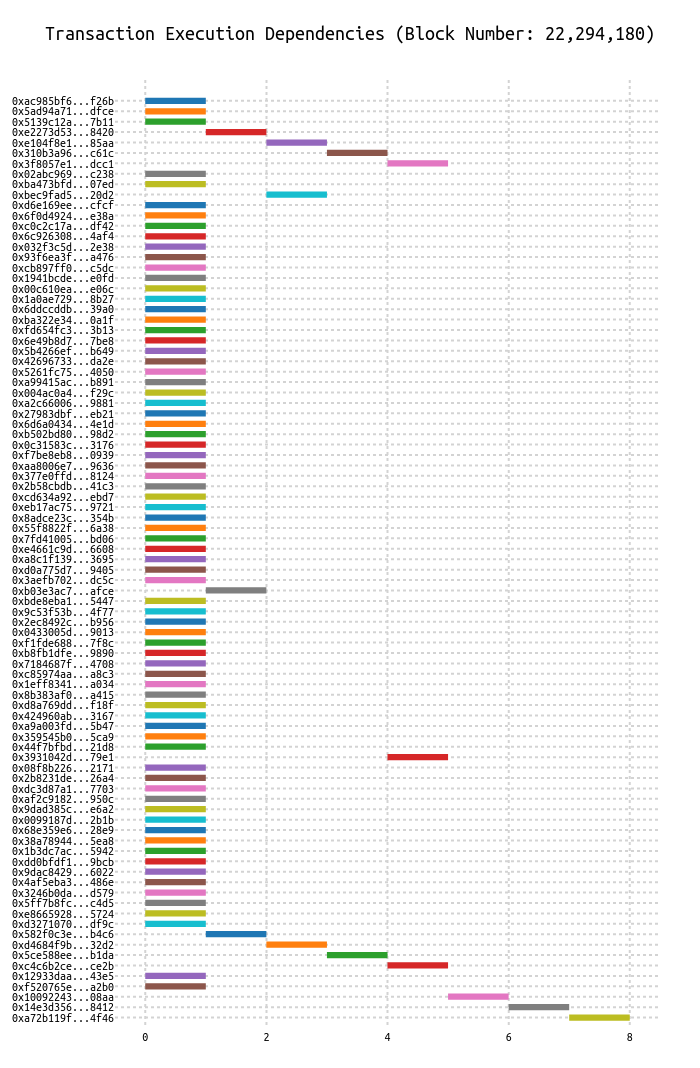 Transaction Execution Dependencies (Block Number: 22,294,180)
0xac985bf6...f26b
0x5ad94a71...dfce
0x5139c12a...7b11
0xe2273d53...8420
0xe104f8e1...85aa
0x310b3a96...c61c
0x3f8057e1...dcc1
0x02abc969...c238
0xba473bfd...07ed
0xbec9fad5...20d2
0xd6e169ee...cfcf
0x6f0d4924...e38a
0xc0c2c17a...df42
0x6c926308...4af4
0x032f3c5d...2e38
0x93f6ea3f...a476
0xcb897ff0...c5dc
0x1941bcde...e0fd
0x00c610ea...e06c
0x1a0ae729...8b27
0x6ddccddb...39a0
0xba322e34...0a1f
0xfd654fc3...3b13
0x6e49b8d7...7be8
0x5b4266ef...b649
0x42696733...da2e
0x5261fc75...4050
0xa99415ac...b891
0x004ac0a4...f29c
0xa2c66006...9881
0x27983dbf...eb21
0x6d6a0434...4e1d
0xb502bd80...98d2
0x0c31583c...3176
0xf7be8eb8...0939
0xaa8006e7...9636
0x377e0ffd...8124
0x2b58cbdb...41c3
0xcd634a92...ebd7
0xeb17ac75...9721
0x8adce23c...354b
0x55f8822f...6a38
0x7fd41005...bd06
0xe4661c9d...6608
0xa8c1f139...3695
0xd0a775d7...9405
0x3aefb702...dc5c
0xb03e3ac7...afce
0xbde8eba1...5447
0x9c53f53b...4f77
0x2ec8492c...b956
0x0433005d...9013
0xf1fde688...7f8c
0xb8fb1dfe...9890
0x7184687f...4708
0xc85974aa...a8c3
0x1eff8341...a034
0x8b383af0...a415
0xd8a769dd...f18f
0x424960ab...3167
0xa9a003fd...5b47
0x359545b0...5ca9
0x44f7bfbd...21d8
0x3931042d...79e1
0x08f8b226...2171
0x2b8231de...26a4
0xdc3d87a1...7703
0xaf2c9182...950c
0x9dad385c...e6a2
0x0099187d...2b1b
0x68e359e6...28e9
0x38a78944...5ea8
0x1b3dc7ac...5942
0xdd0bfdf1...9bcb
0x9dac8429...6022
0x4af5eba3...486e
0x3246b0da...d579
0x5ff7b8fc...c4d5
0xe8665928...5724
0xd3271070...df9c
0x582f0c3e...b4c6
0xd4684f9b...32d2
0x5ce588ee...b1da
0xc4c6b2ce...ce2b
0x12933daa...43e5
0xf520765e...a2b0
0x10092243...08aa
0x14e3d356...8412
0xa72b119f...4f46
0 2 4 6 8